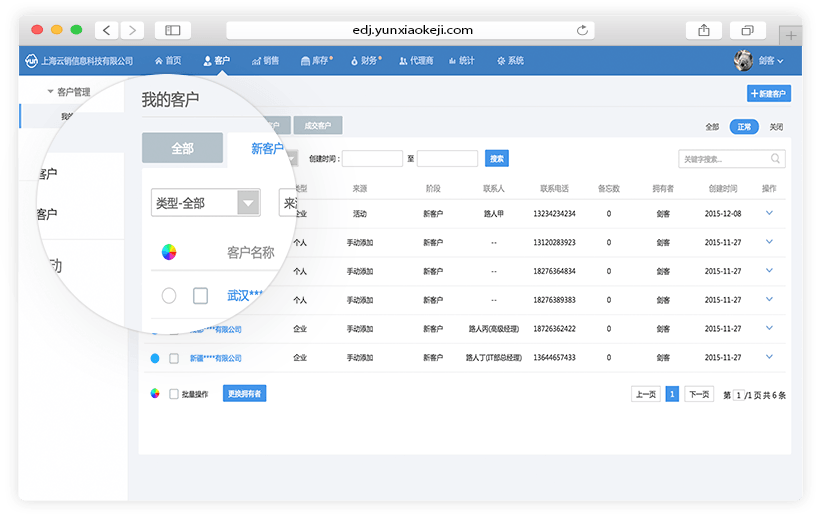 edj.yunxiaokeji.com
上海云销信息科技有限公司 首页 客户 销售 库存 财务 代理商 统计 系统 剑客
客户管理
新建客户
我的客户
我的
成交客户
全部 正常 关闭
全部 新客户
创建时间： 至 搜索 关键字搜索...
类型-全部
来源 阶段 联系人 联系电话 备忘数 拥有者 创建时间 操作
客户
企业 活动 新客户 路人甲 13234234234 0 剑客 2015-12-08
客户
个人 手动添加 新客户 -- 13120283923 0 剑客 2015-11-27
客户名称
个人 手动添加 新客户 -- 18276364834 0 剑客 2015-11-27
武汉***
个人 手动添加 新客户 -- 18276389383 0 剑客 2015-11-27
****有限公司 企业 手动添加 新客户 路人丙(高级经理) 18726362422 0 剑客 2015-11-27
新疆****有限公司 企业 手动添加 新客户 路人丁(IT部总经理) 13644657433 0 剑客 2015-11-27
批量操作 更换拥有者 上一页 1 下一页 第 1 /1 页 共 6 条